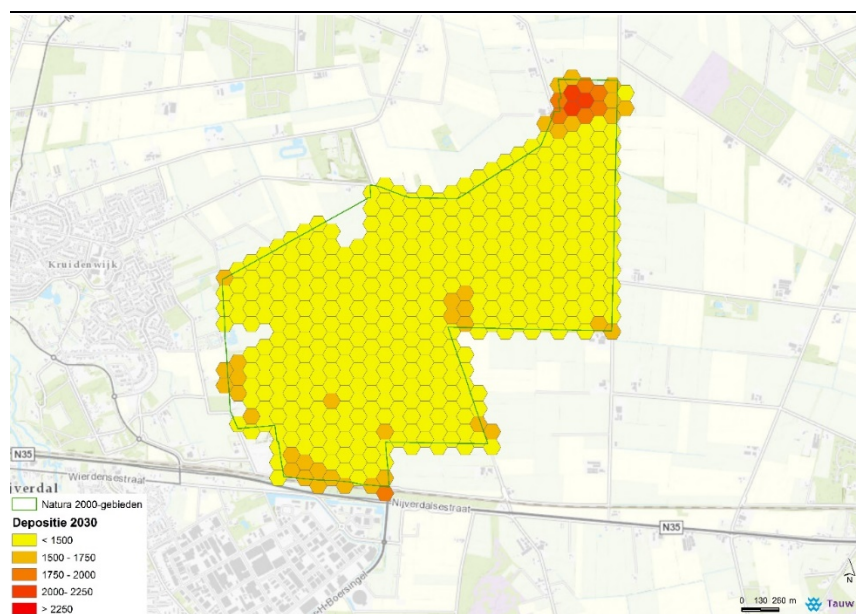 Kruidenwijk
N35
Wierdensestraat
ijverdal
Nijverdalsestraat
N35
Natura 2000-gebieden
Depositie 2030
< 1500
1500 - 1750
1750 - 2000
2000- 2250
> 2250
N
0 130 260 m
Tauw